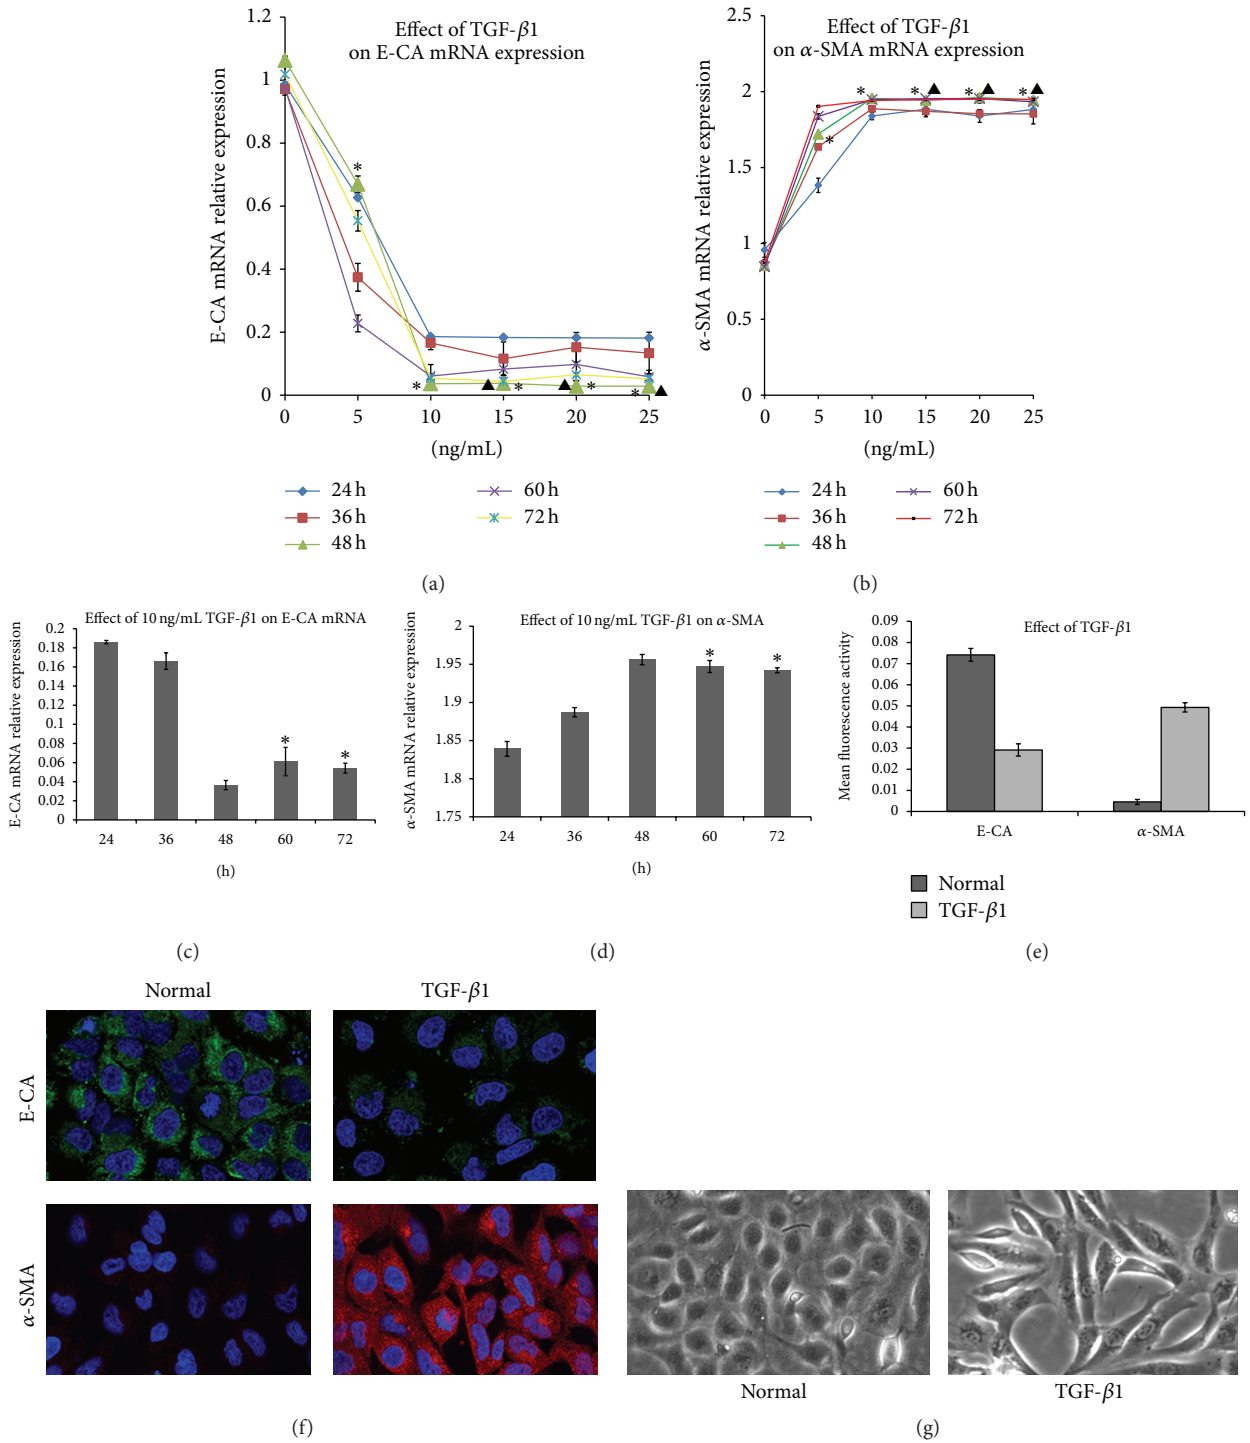 Effect of TGF-β1
on E-CA mRNA expression
E-CA mRNA relative expression
1.2
1
0.8
0.6
0.4
0.2
0
0 5 10 15 20 25
(ng/mL)
* * * * *
24 h
36 h
48 h
60 h
72 h
(a)
Effect of TGF-β1
on α-SMA mRNA expression
α-SMA mRNA relative expression
2.5
2
1.5
1
0.5
0
0 5 10 15 20 25
(ng/mL)
* * * * *
24 h
36 h
48 h
60 h
72 h
(b)
Effect of 10 ng/mL TGF-β1 on E-CA mRNA
E-CA mRNA relative expression
0.2
0.18
0.16
0.14
0.12
0.1
0.08
0.06
0.04
0.02
0
* *
24 36 48 60 72
(h)
(c)
Effect of 10 ng/mL TGF-β1 on α-SMA
α-SMA mRNA relative expression
2
1.95
1.9
1.85
1.8
1.75
* *
24 36 48 60 72
(h)
(d)
Effect of TGF-β1
Mean fluorescence activity
0.09
0.08
0.07
0.06
0.05
0.04
0.03
0.02
0.01
0
E-CA α-SMA
Normal
TGF-β1
(e)
Normal TGF-β1
E-CA
α-SMA
(f)
Normal TGF-β1
(g)